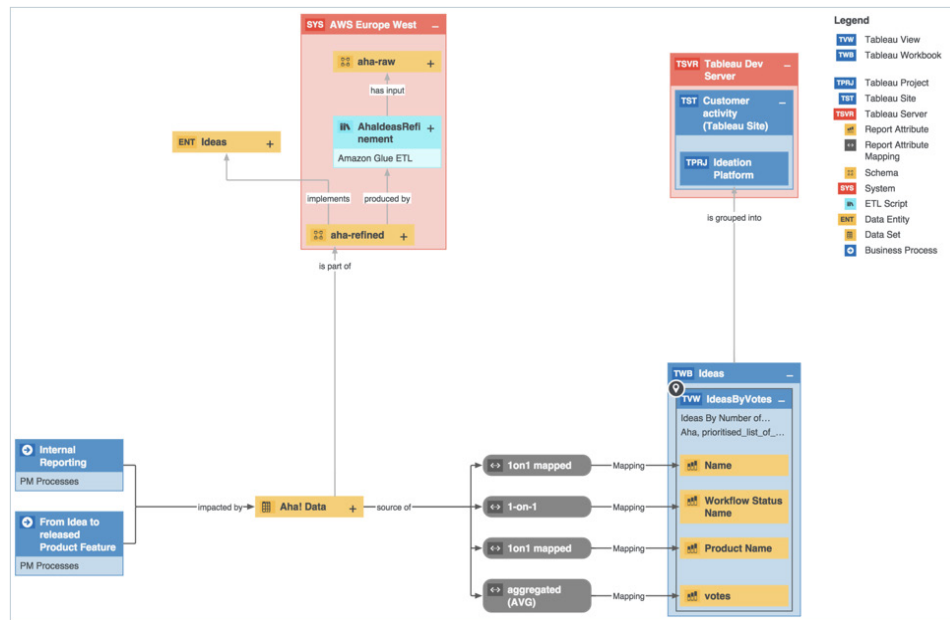 SYS AWS Europe West
aha-raw
has input
AhaIdeasRefi
nement
Amazon Glue ETL
ENT Ideas
implements
produced by
aha-refined
is part of
TSVR Tableau Dev
Server
TST Customer
activity
(Tableau Site)
TPRJ Ideation
Platform
is grouped into
Legend
TVW Tableau View
TWB Tableau Workbook
TPRJ Tableau Project
TST Tableau Site
TSVR Tableau Server
Report Attribute
Report Attribute
Mapping
Schema
SYS System
ETL Script
ENT Data Entity
Data Set
Business Process
TWB Ideas
TVW IdeasByVotes
Ideas By Number of...
Aha, prioritised_list_of_...
Internal
Reporting
PM Processes
From Idea to
released
Product Feature
PM Processes
impacted by
Aha! Data
source of
1on1 mapped
Mapping
Name
1-on-1
Mapping
Workflow Status
Name
1on1 mapped
Mapping
Product Name
aggregated
(AVG)
Mapping
votes